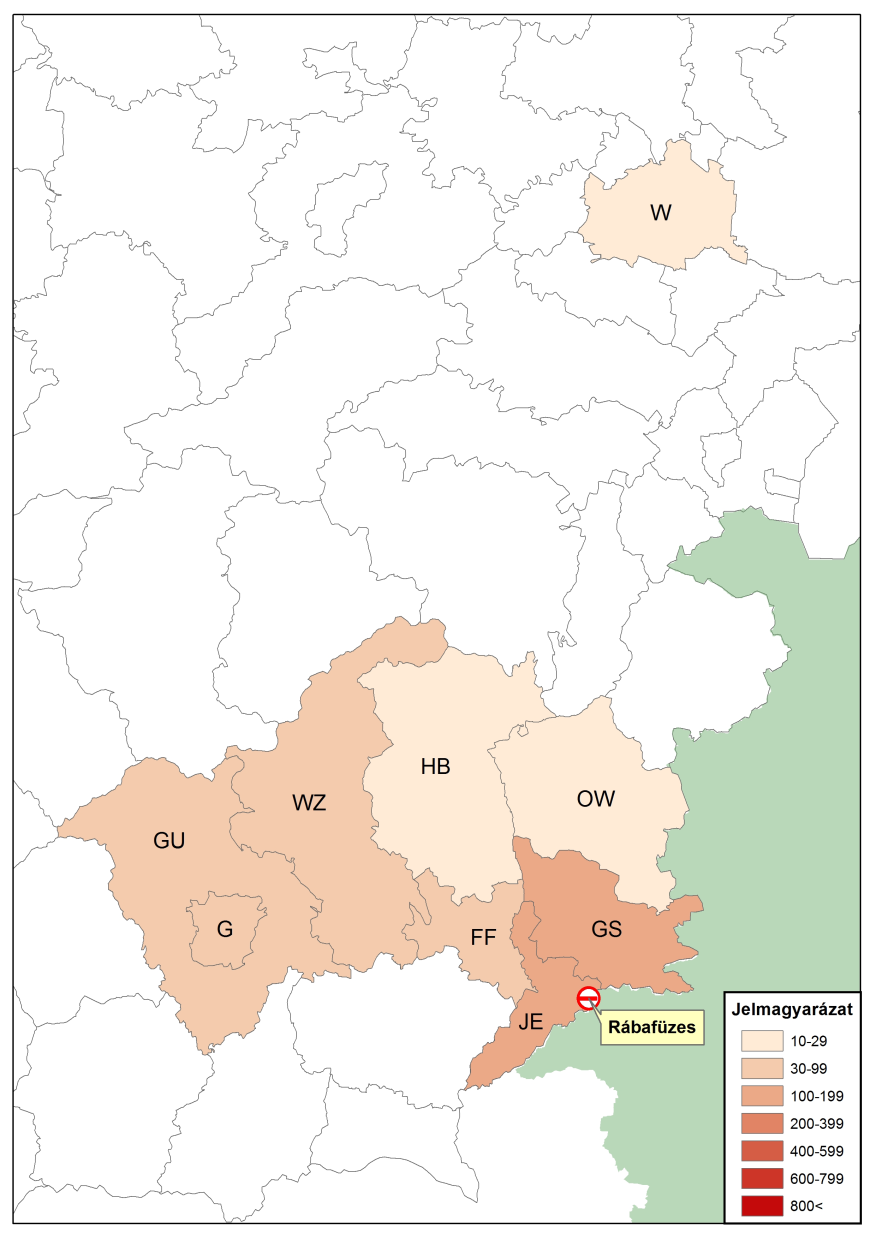 W
HB
OW
WZ
GU
G
FF
GS
JE
Rábafüzes
Jelmagyarázat
10-29
30-99
100-199
200-399
400-599
600-799
800<